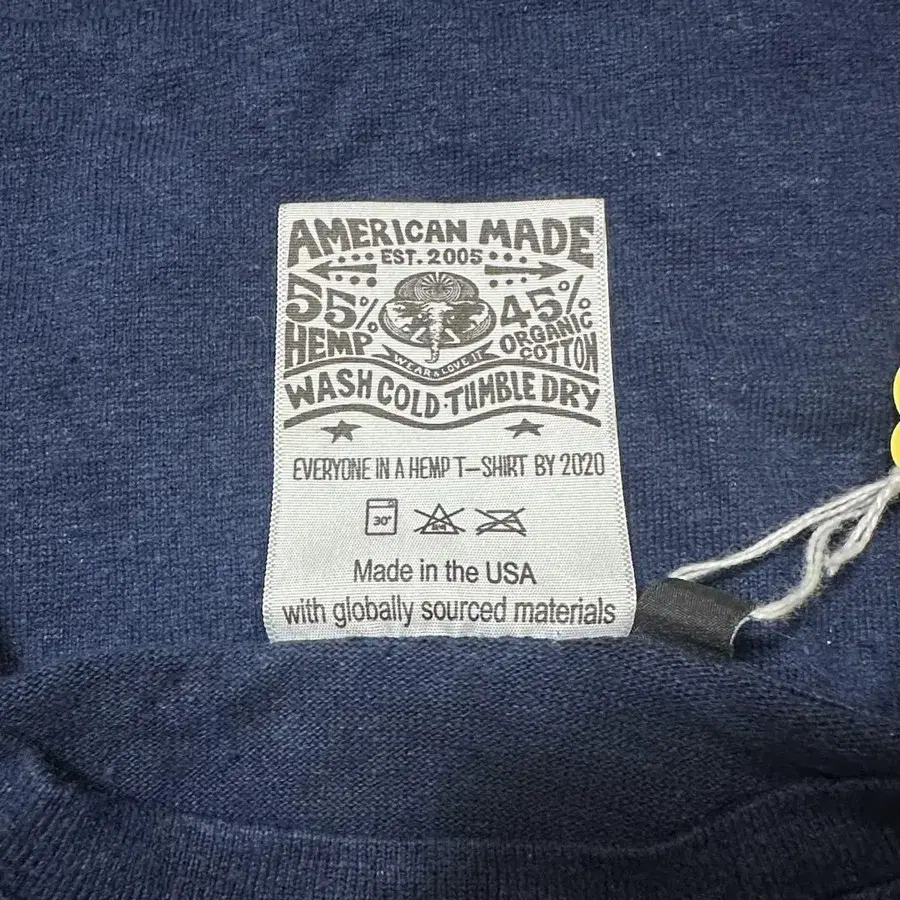 AMERICAN MADE
EST. 2005
55% HEMP
45% ORGANIC COTTON
WEAR & LOVE IT
WASH COLD · TUMBLE DRY
EVERYONE IN A HEMP T-SHIRT BY 2020
30°
Made in the USA
with globally sourced materials